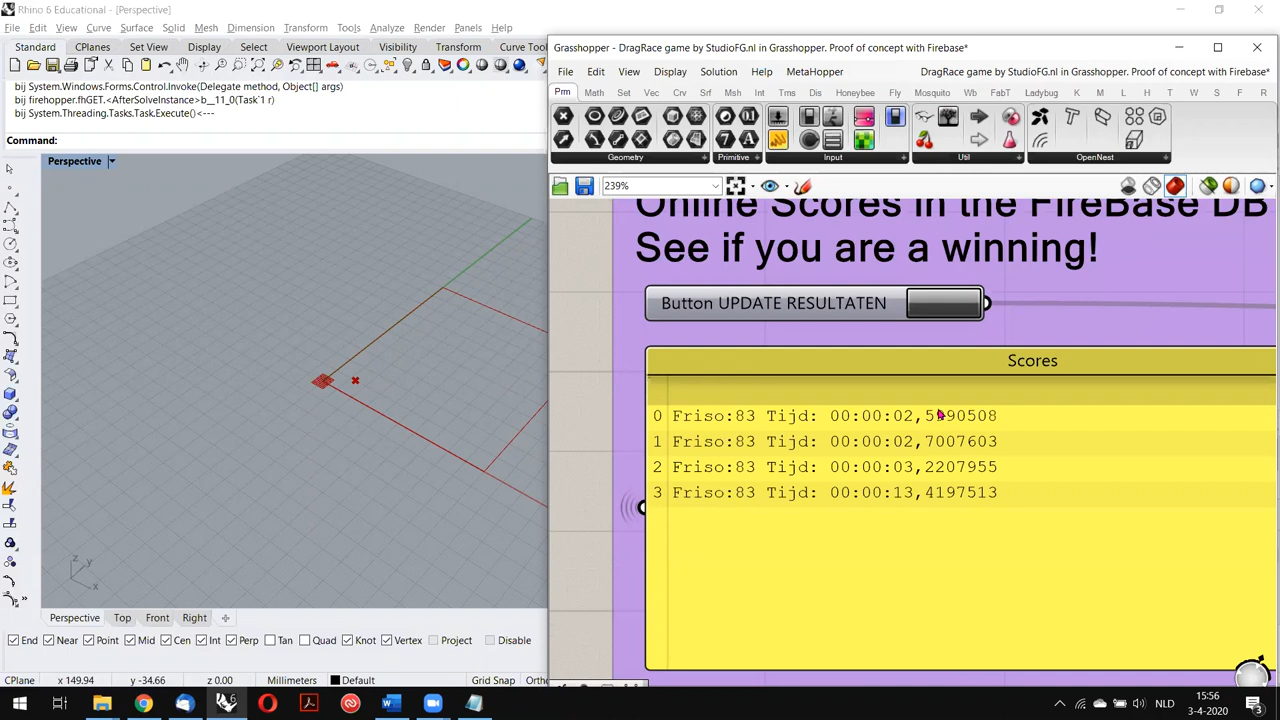 Rhino 6 Educational - [Perspective]
File Edit View Curve Surface Solid Mesh Dimension Transform Tools Analyze Render Panels Help
Standard CPlanes Set View Display Select Viewport Layout Visibility Transform Curve Too
bij System.Windows.Forms.Control.Invoke(Delegate method, Object[] args)
bij firehopper.fhGET.<AfterSolveInstance>b__11_0(Task`1 r)
bij System.Threading.Tasks.Task.Execute()<---
Command:
Perspective
Grasshopper - DragRace game by StudioFG.nl in Grasshopper. Proof of concept with Firebase*
File Edit View Display Solution Help MetaHopper DragRace game by StudioFG.nl in Grasshopper. Proof of concept with Firebase*
Prm Math Set Vec Crv Srf Msh Int Trns Dis Honeybee Fly Wombat Wb FabT Ladybug K M L T S F R
Geometry Primitive Input Util OpenNest
239%
Online Scores in the FireBase DB
See if you are a winning!
Button UPDATE RESULTATEN
Scores
0 Friso:83 Tijd: 00:00:02,5190508
1 Friso:83 Tijd: 00:00:02,7007603
2 Friso:83 Tijd: 00:00:03,2207955
3 Friso:83 Tijd: 00:00:13,4197513
z y x
Perspective Top Front Right
End Near Point Mid Cen Int Perp Tan Quad Knot Vertex Project Disable
CPlane x 149.94 y -34.66 z 0.00 Millimeters Default Grid Snap Ortho
NLD
15:56
3-4-2020
3